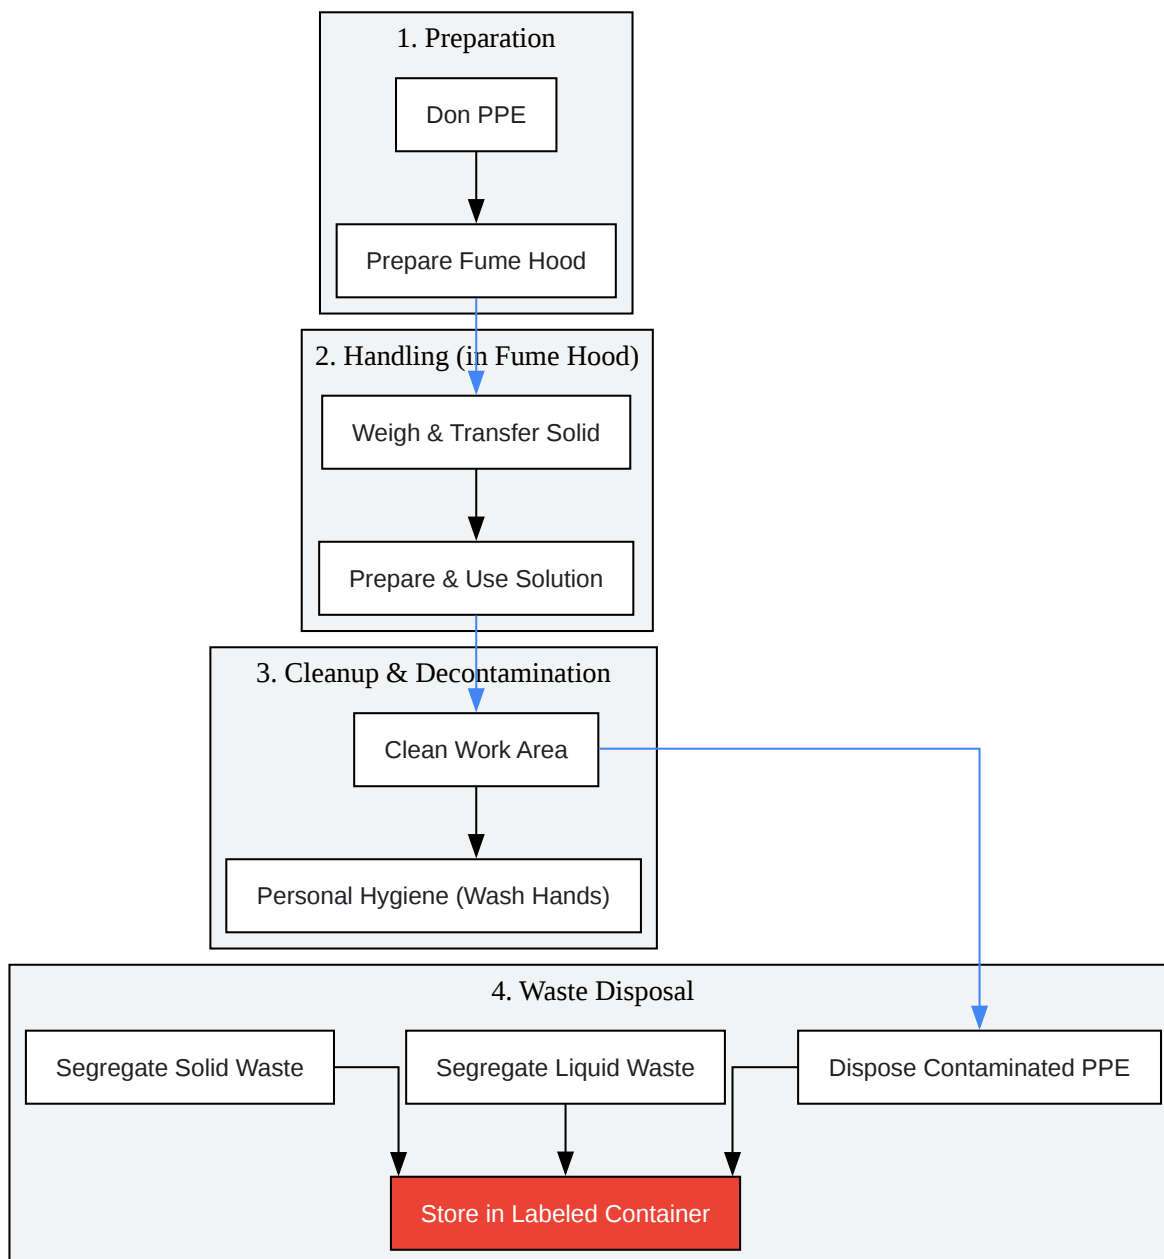 1. Preparation
Don PPE
Prepare Fume Hood
2. Handling (in Fume Hood)
Weigh & Transfer Solid
Prepare & Use Solution
3. Cleanup & Decontamination
Clean Work Area
Personal Hygiene (Wash Hands)
4. Waste Disposal
Segregate Solid Waste
Segregate Liquid Waste
Dispose Contaminated PPE
Store in Labeled Container